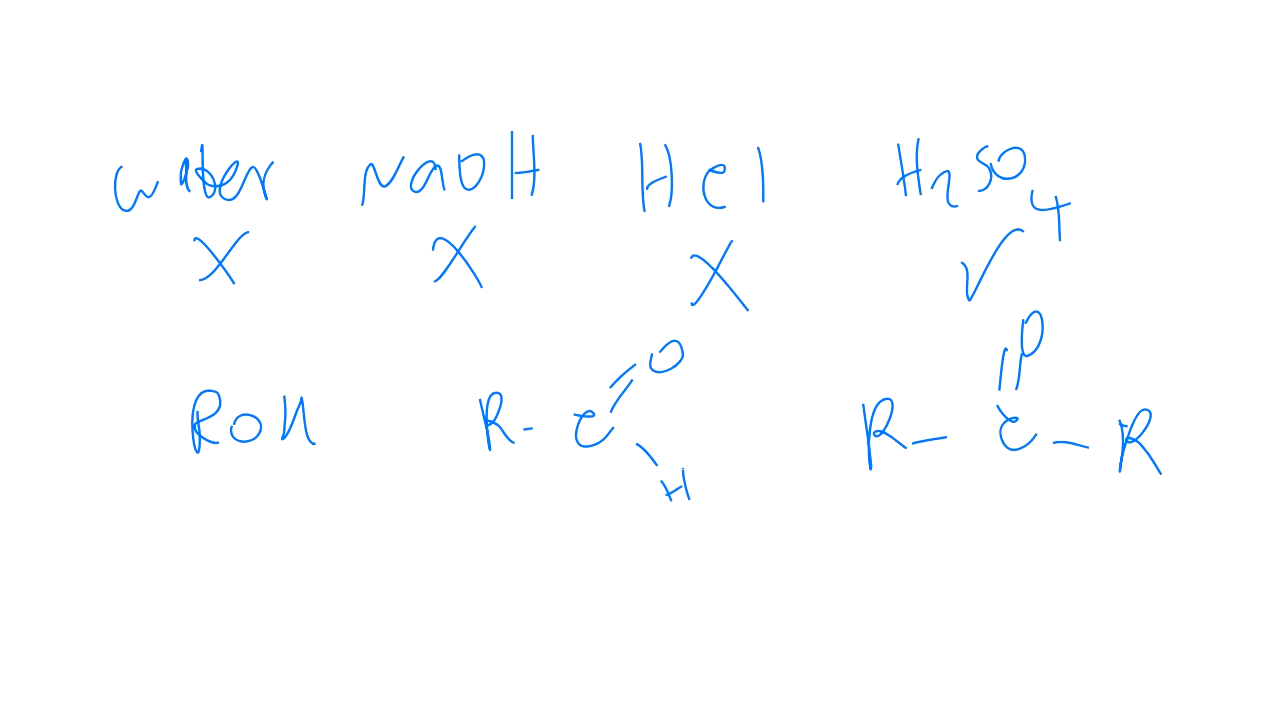 water NaOH HCl H₂SO₄
X X X ✓
O O
ROH R-C=O R-C-R
H